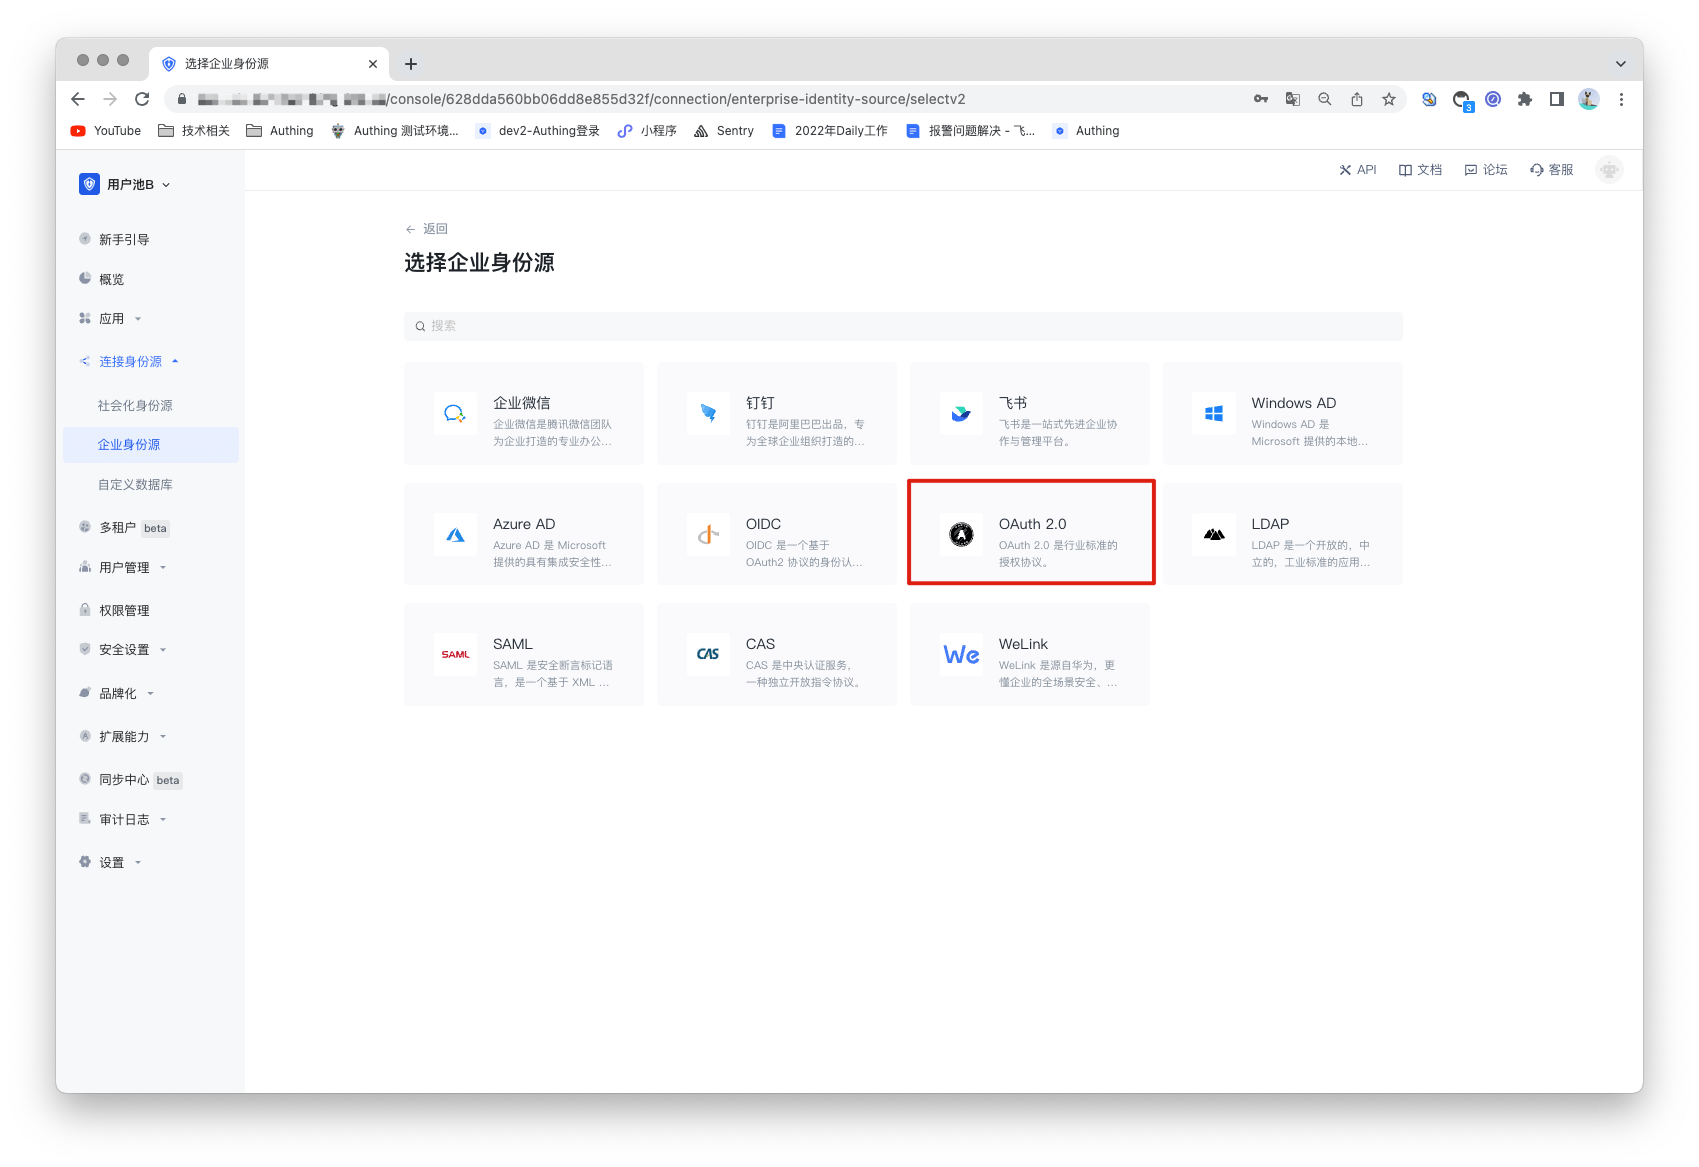 选择企业身份源
/console/628dda560bb06dd8e855d32f/connection/enterprise-identity-source/selectv2
3
YouTube 技术相关 Authing Authing 测试环境... dev2-Authing登录 小程序 Sentry 2022年Daily工作 报警问题解决 - 飞... Authing
用户池B
API 文档 论坛 客服
新手引导
概览
应用
连接身份源
社会化身份源
企业身份源
自定义数据库
多租户 beta
用户管理
权限管理
安全设置
品牌化
扩展能力
同步中心 beta
审计日志
设置
返回
选择企业身份源
搜索
企业微信
企业微信是腾讯微信团队
为企业打造的专业办公...
钉钉
钉钉是阿里巴巴出品，专
为全球企业组织打造的...
飞书
飞书是一站式先进企业协
作与管理平台。
Windows AD
Windows AD 是
Microsoft 提供的本地...
Azure AD
Azure AD 是 Microsoft
提供的具有集成安全性...
OIDC
OIDC 是一个基于
OAuth2 协议的身份认...
OAuth 2.0
OAuth 2.0 是行业标准的
授权协议。
LDAP
LDAP 是一个开放的，中
立的，工业标准的应用...
SAML
SAML
SAML 是安全断言标记语
言，是一个基于 XML ...
CAS
CAS
CAS 是中央认证服务，
一种独立开放指令协议。
We
WeLink
WeLink 是源自华为，更
懂企业的全场景安全、...